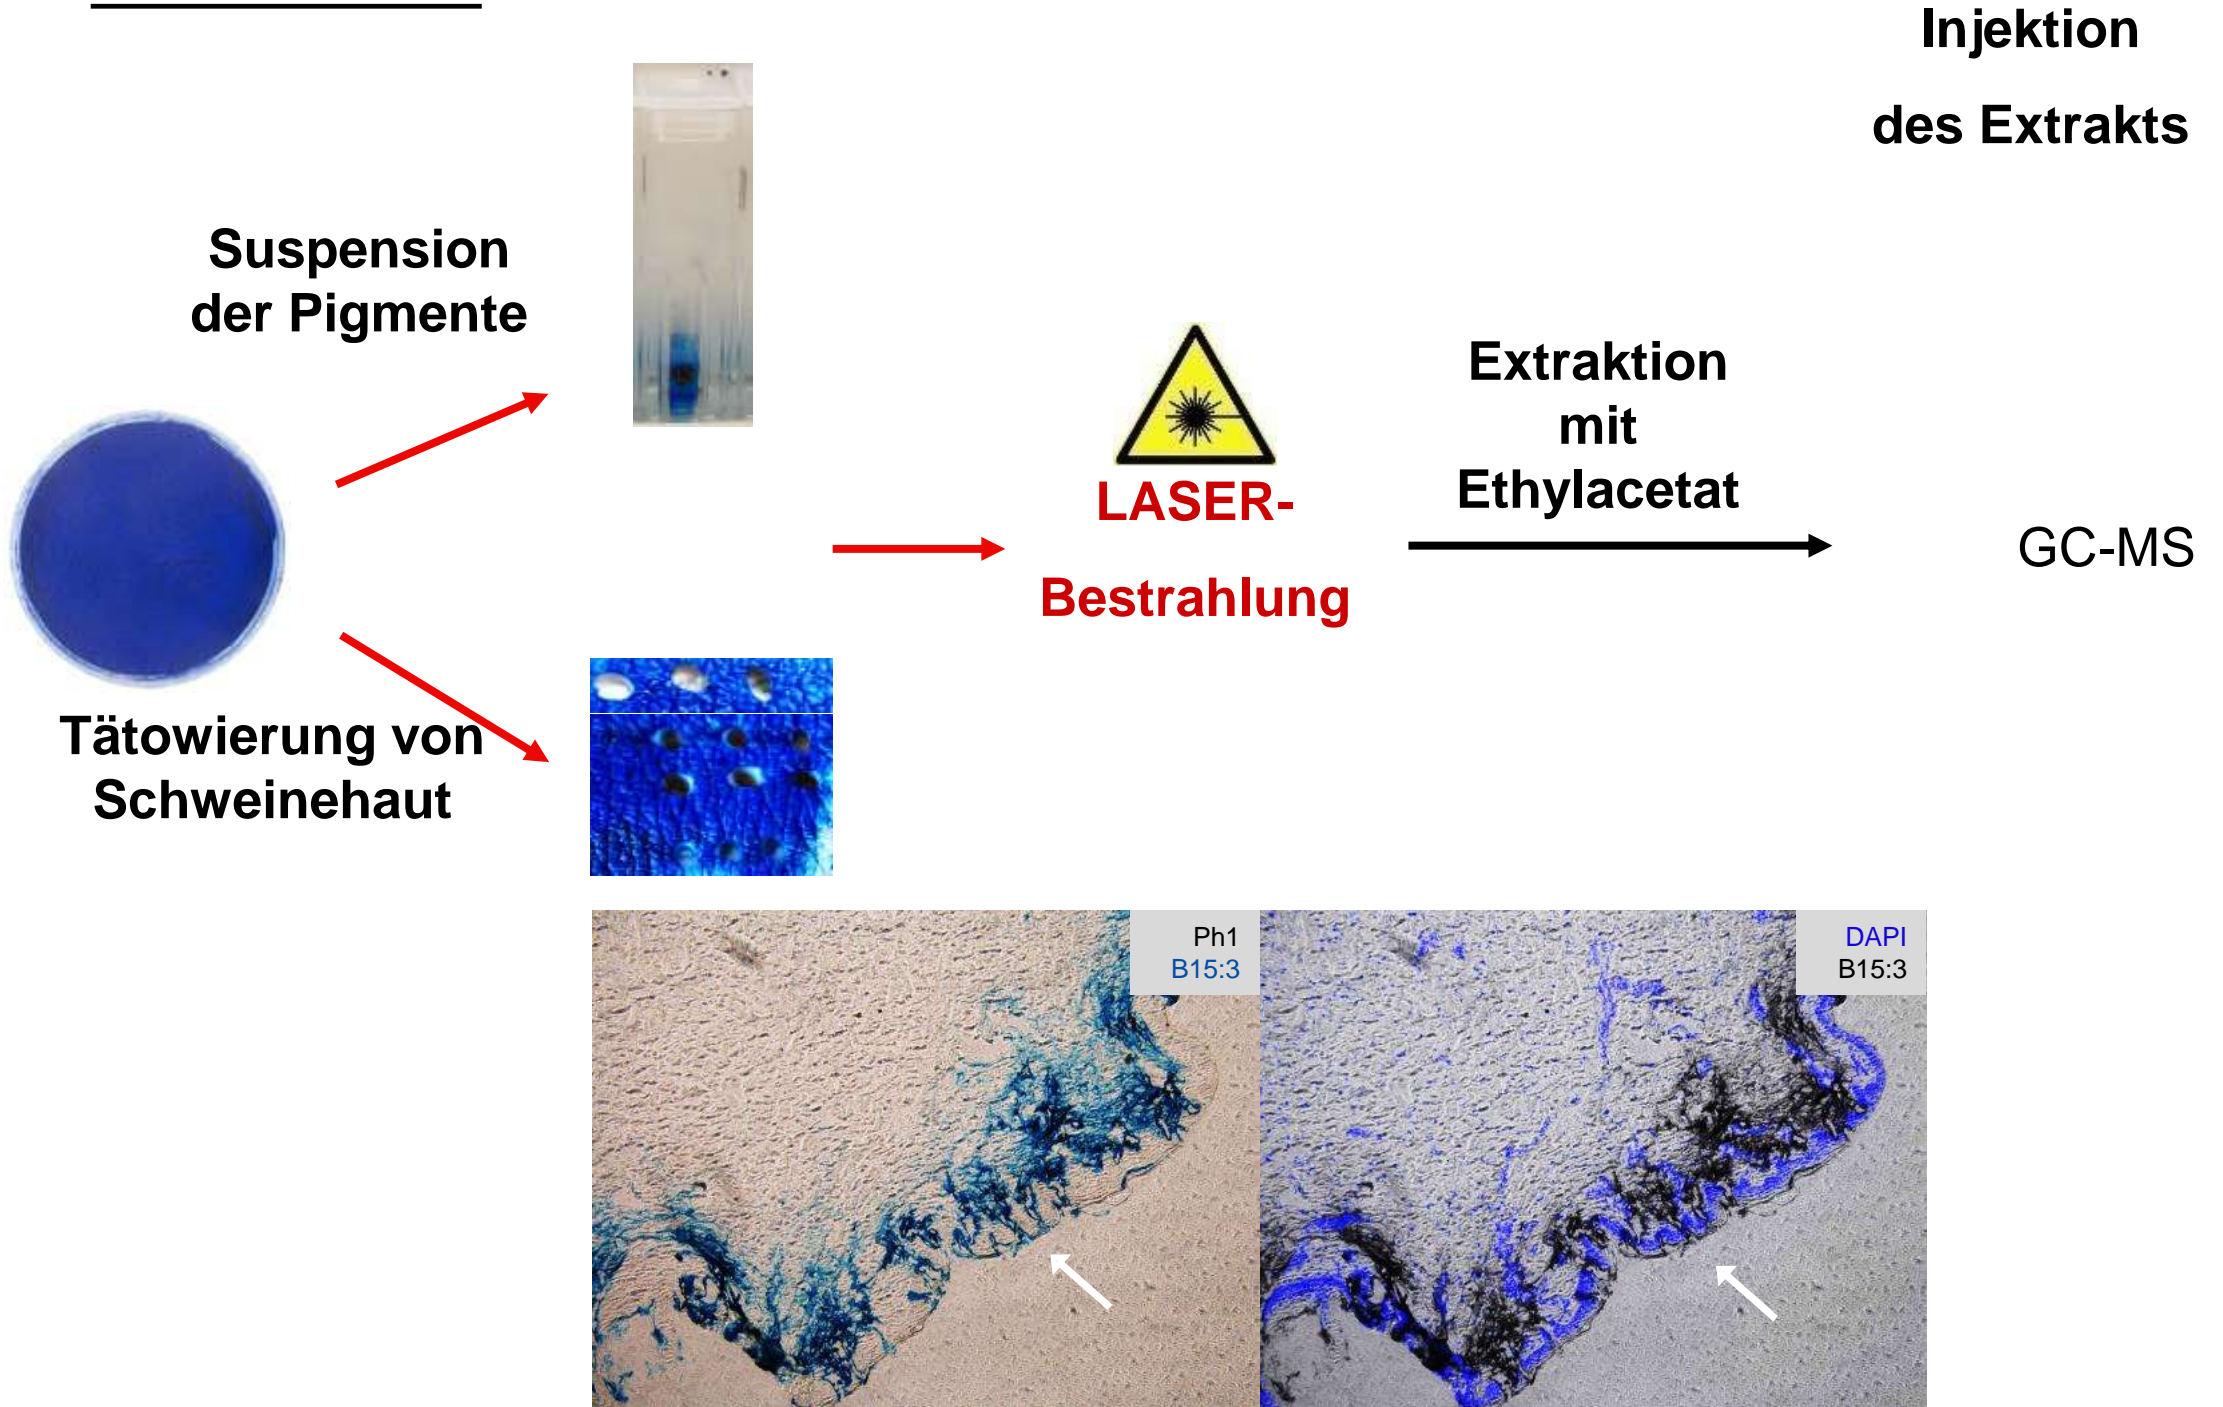 Injektion
des Extrakts
Suspension
der Pigmente
Extraktion
mit
Ethylacetat
LASER-
Bestrahlung
GC-MS
Tätowierung von
Schweinehaut
Ph1
B15:3
DAPI
B15:3